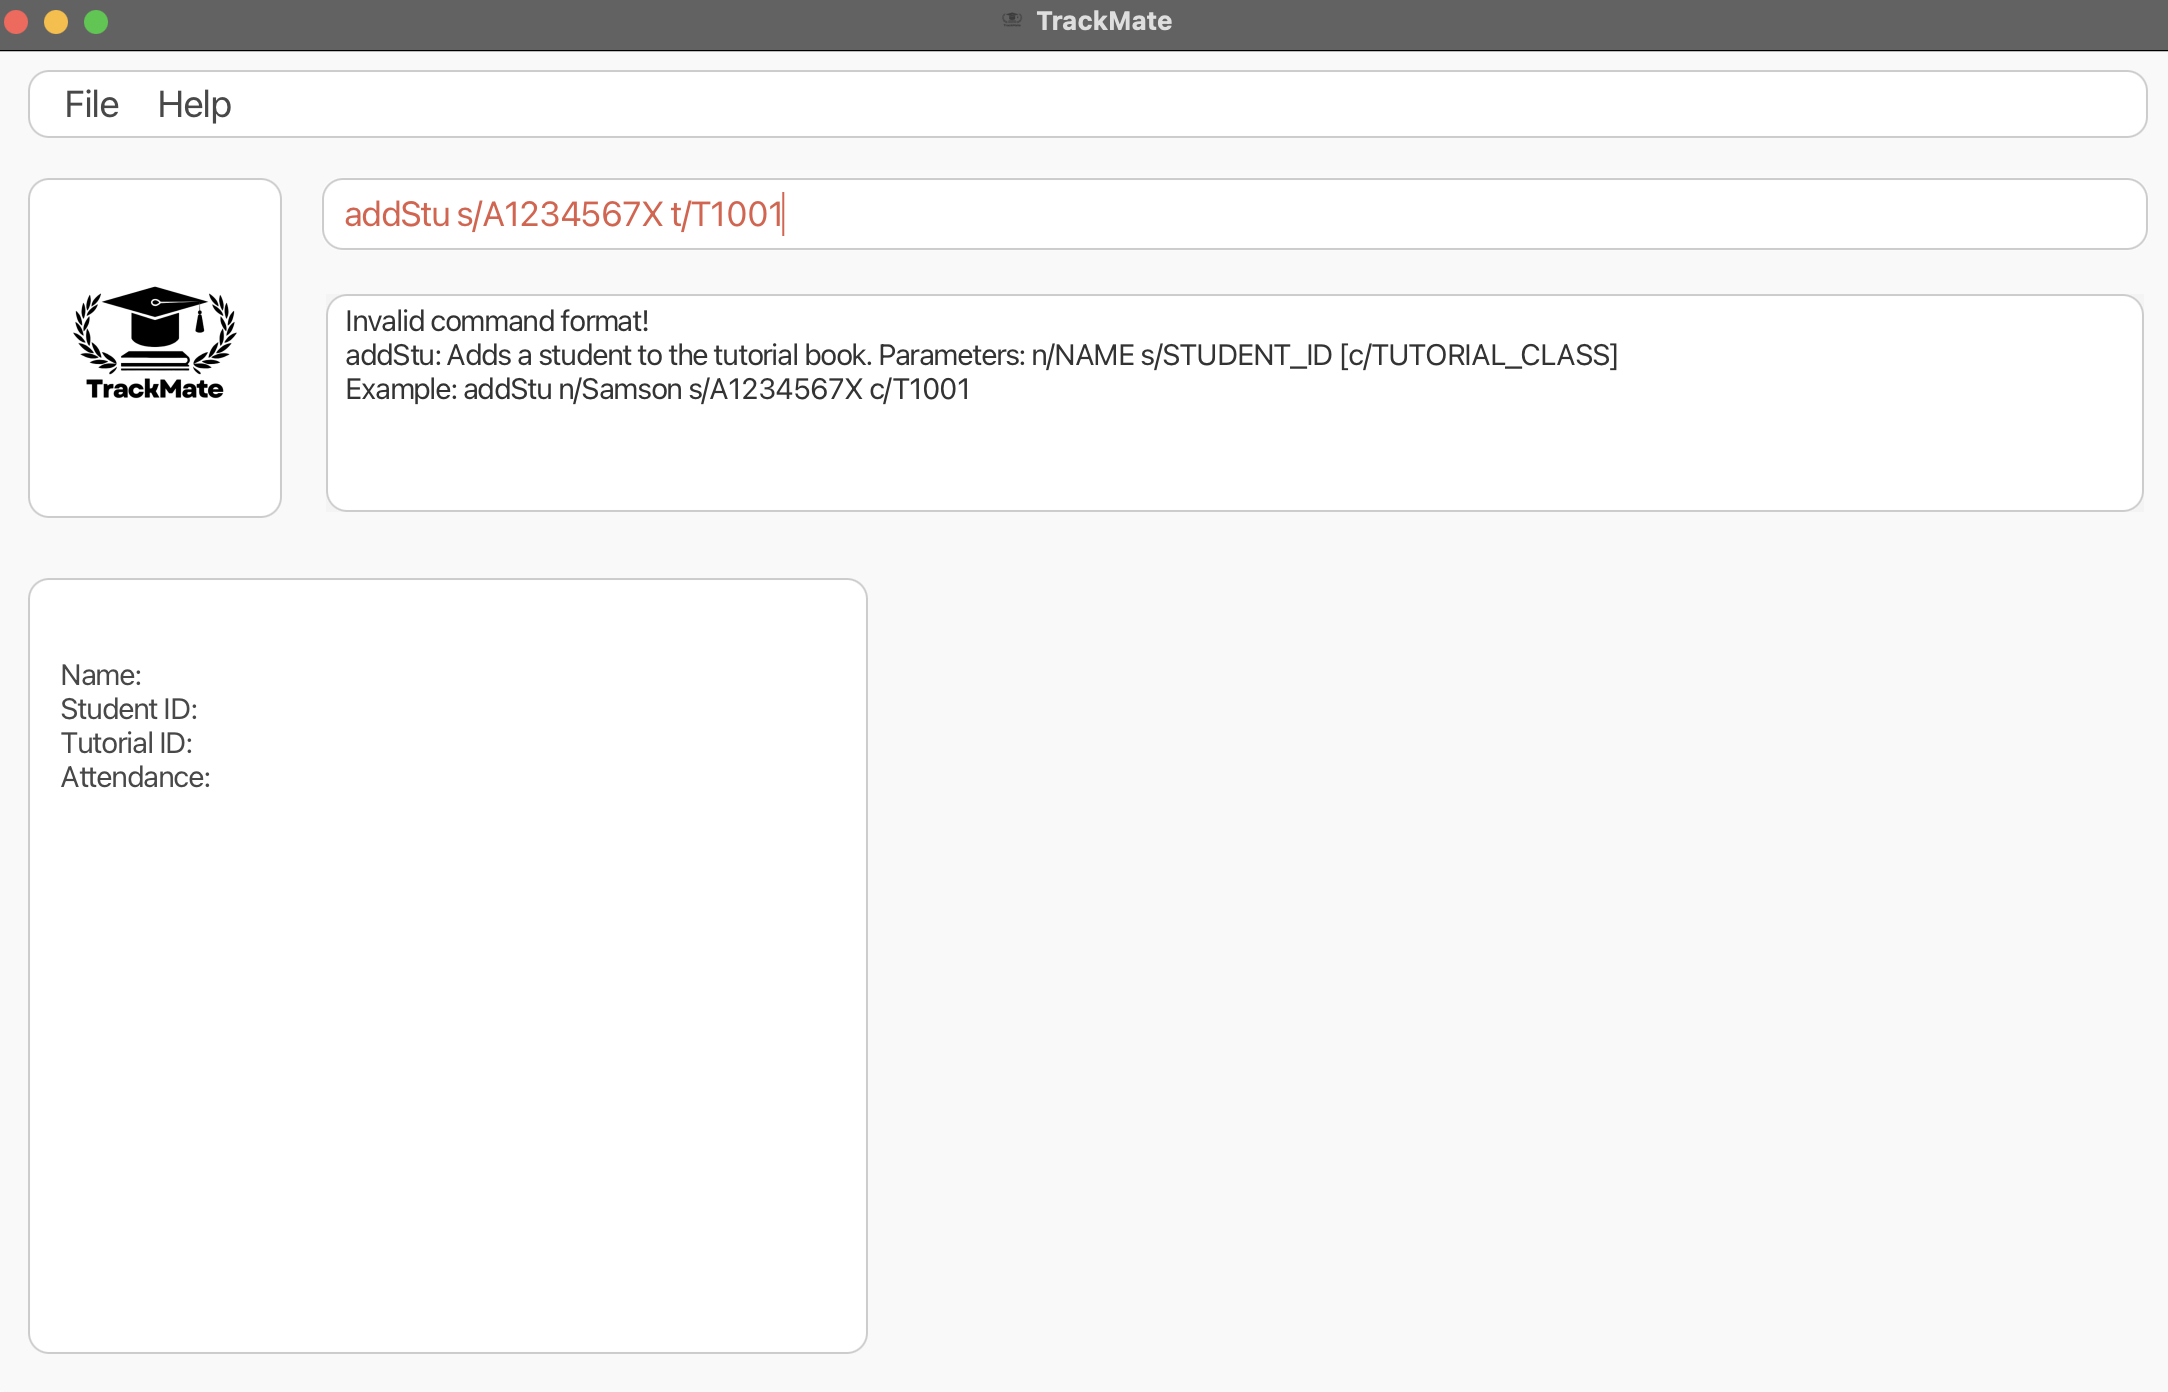 TrackMate
File Help
addStu s/A1234567X t/T1001
TrackMate
Invalid command format!
addStu: Adds a student to the tutorial book. Parameters: n/NAME s/STUDENT_ID [c/TUTORIAL_CLASS]
Example: addStu n/Samson s/A1234567X c/T1001
Name:
Student ID:
Tutorial ID:
Attendance: